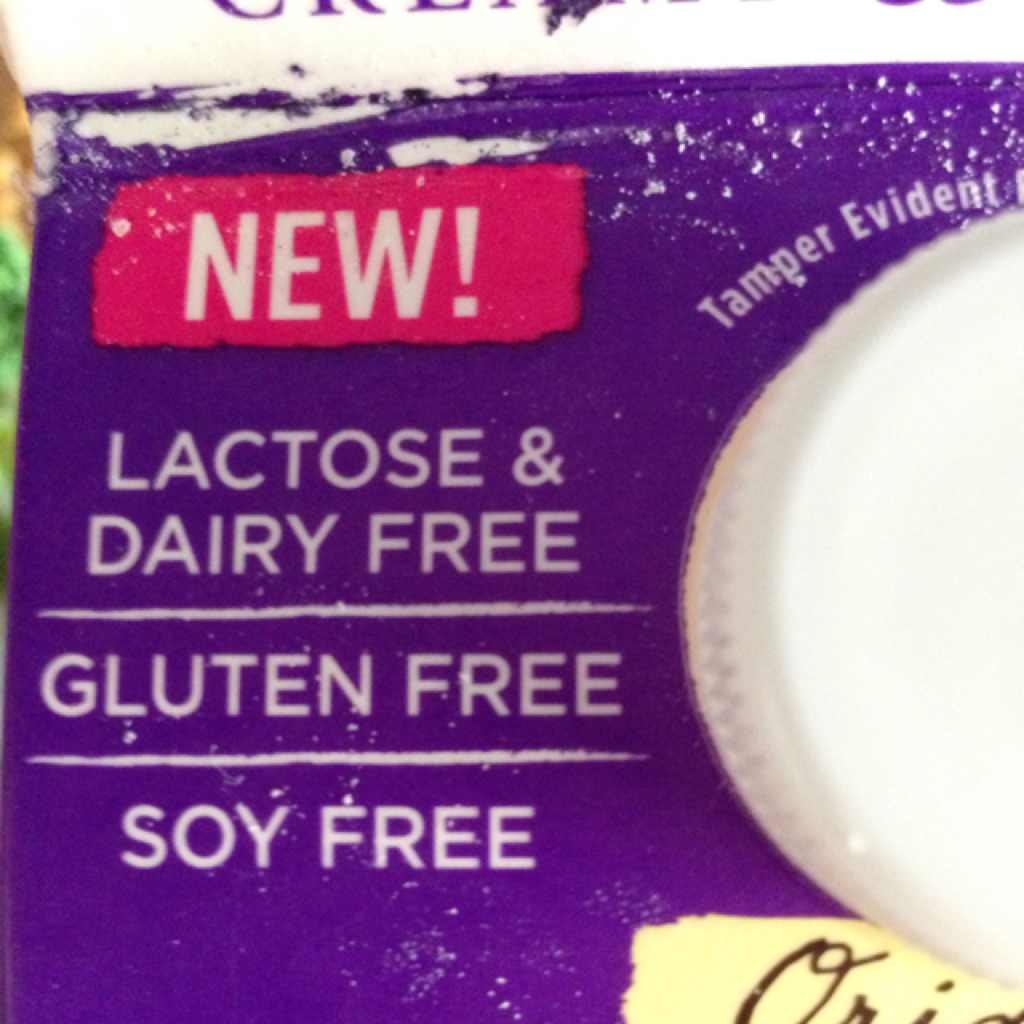 NEW!
Tamper Evident
LACTOSE &
DAIRY FREE
GLUTEN FREE
SOY FREE